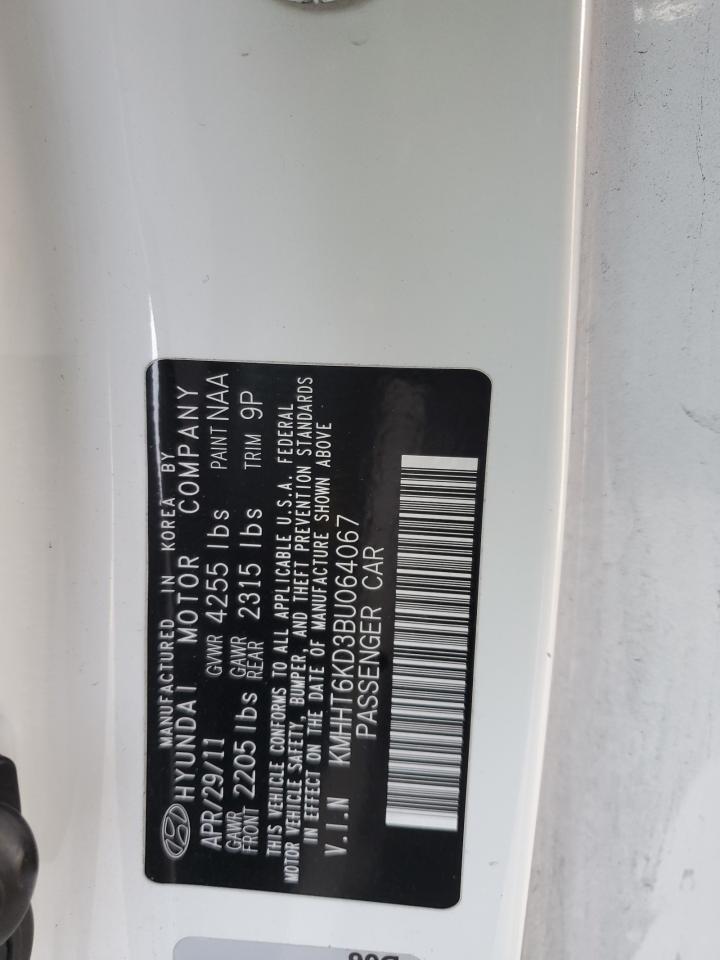 MANUFACTURED IN KOREA BY
HYUNDAI MOTOR COMPANY
APR/29/11 GVWR 4255 lbs PAINT NAA
GAWR FRONT 2205 lbs GAWR REAR 2315 lbs TRIM 9P
THIS VEHICLE CONFORMS TO ALL APPLICABLE U.S.A. FEDERAL
MOTOR VEHICLE SAFETY, BUMPER, AND THEFT PREVENTION STANDARDS
IN EFFECT ON THE DATE OF MANUFACTURE SHOWN ABOVE
V.I.N KMHHT6KD3BU064067
PASSENGER CAR